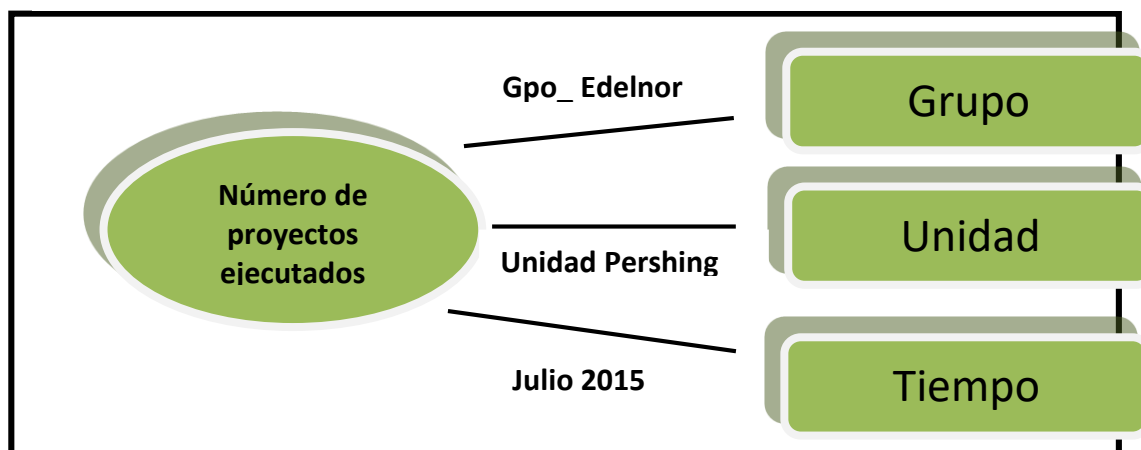 Gpo_ Edelnor
Grupo
Número de
proyectos
ejecutados
Unidad
Unidad Pershing
Julio 2015
Tiempo